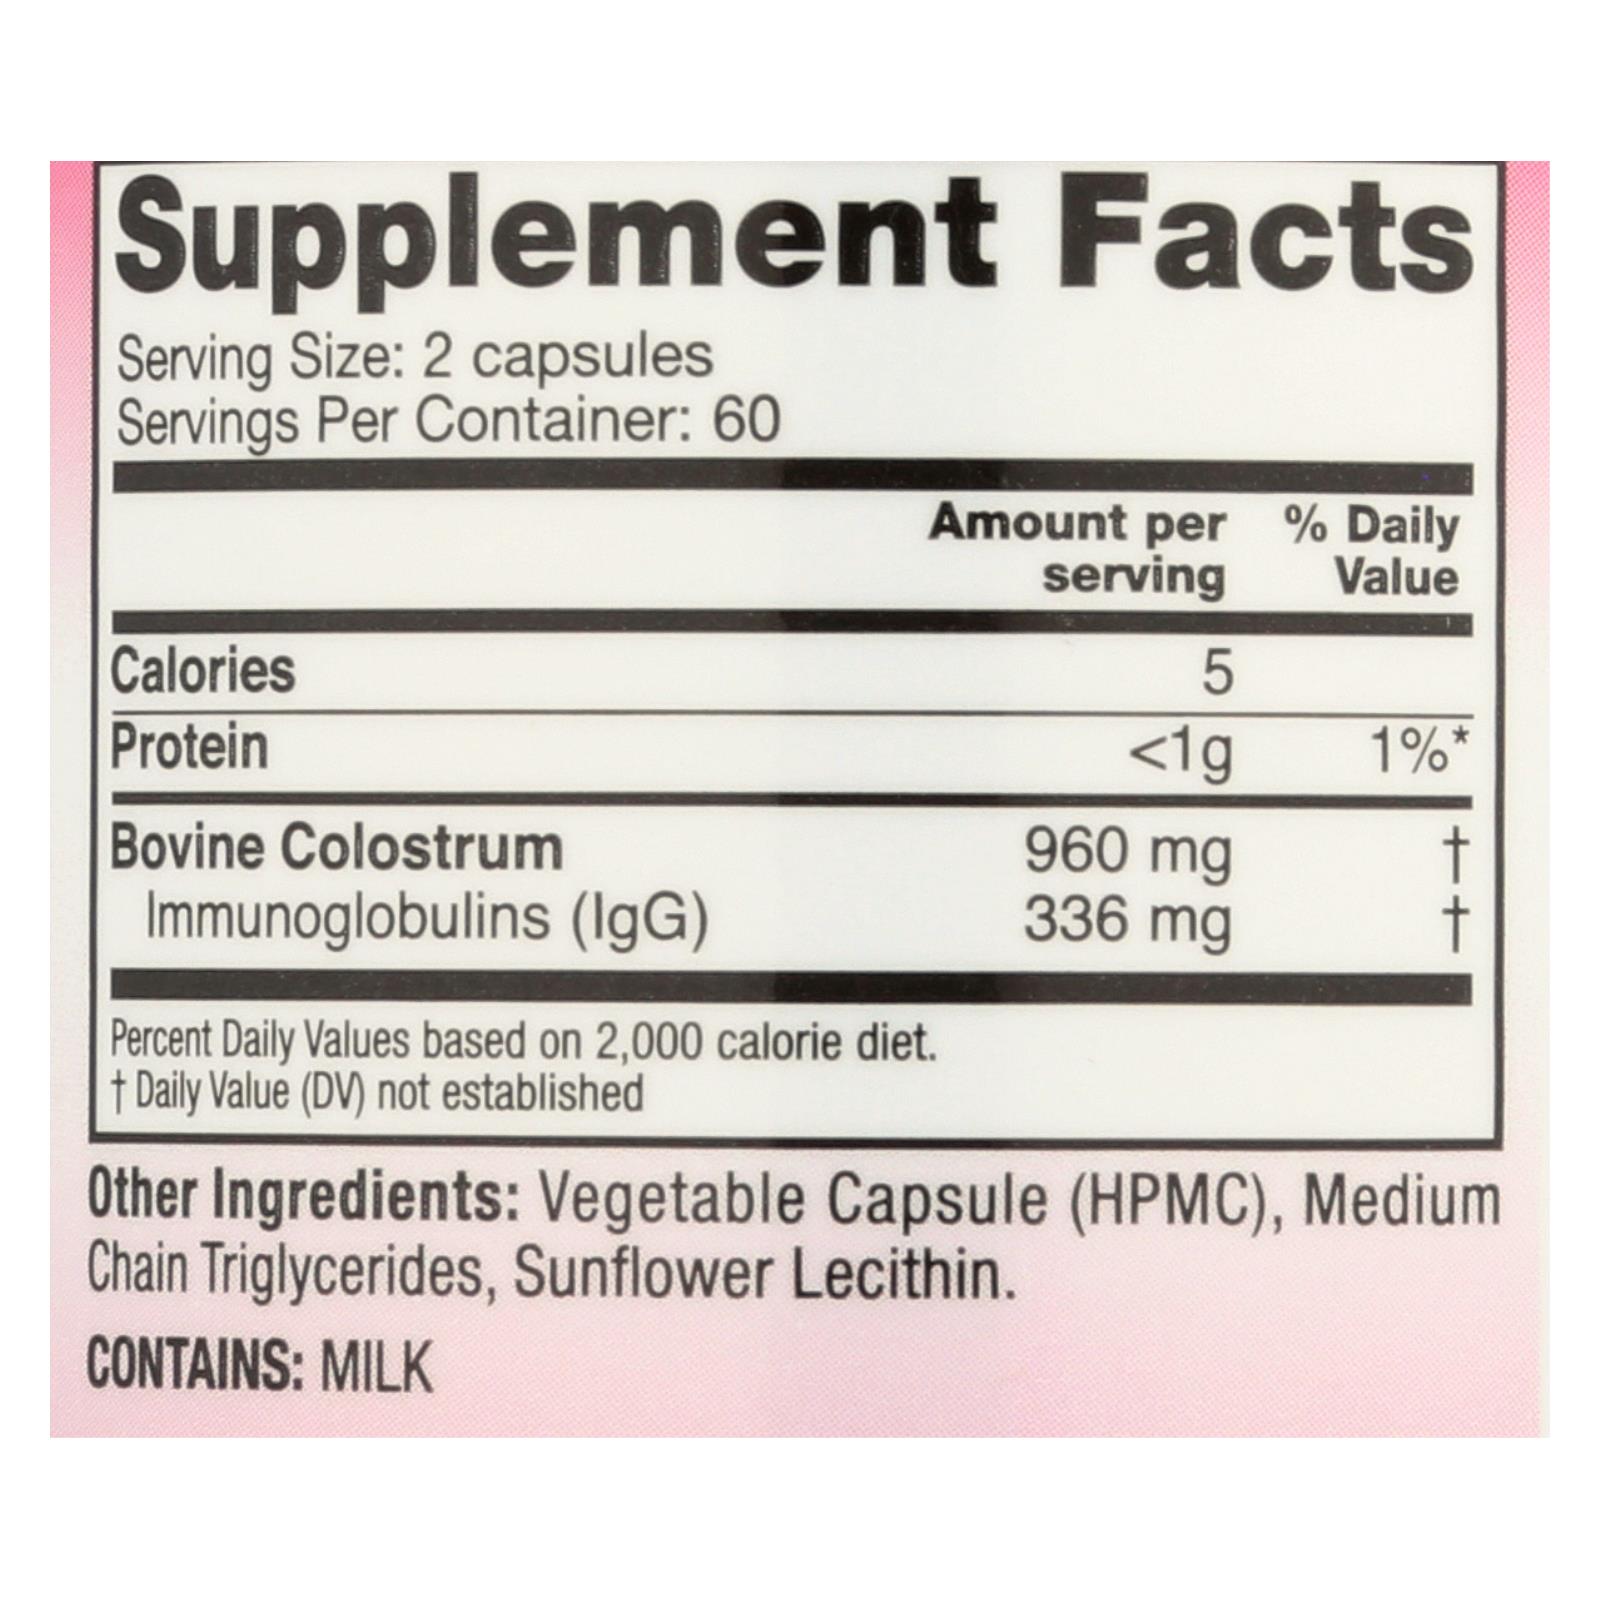 Supplement Facts
Serving Size: 2 capsules
Servings Per Container: 60
Amount per % Daily
serving Value
Calories 5
Protein <1g 1%*
Bovine Colostrum 960 mg †
Immunoglobulins (IgG) 336 mg †
Percent Daily Values based on 2,000 calorie diet.
† Daily Value (DV) not established
Other Ingredients: Vegetable Capsule (HPMC), Medium
Chain Triglycerides, Sunflower Lecithin.
CONTAINS: MILK